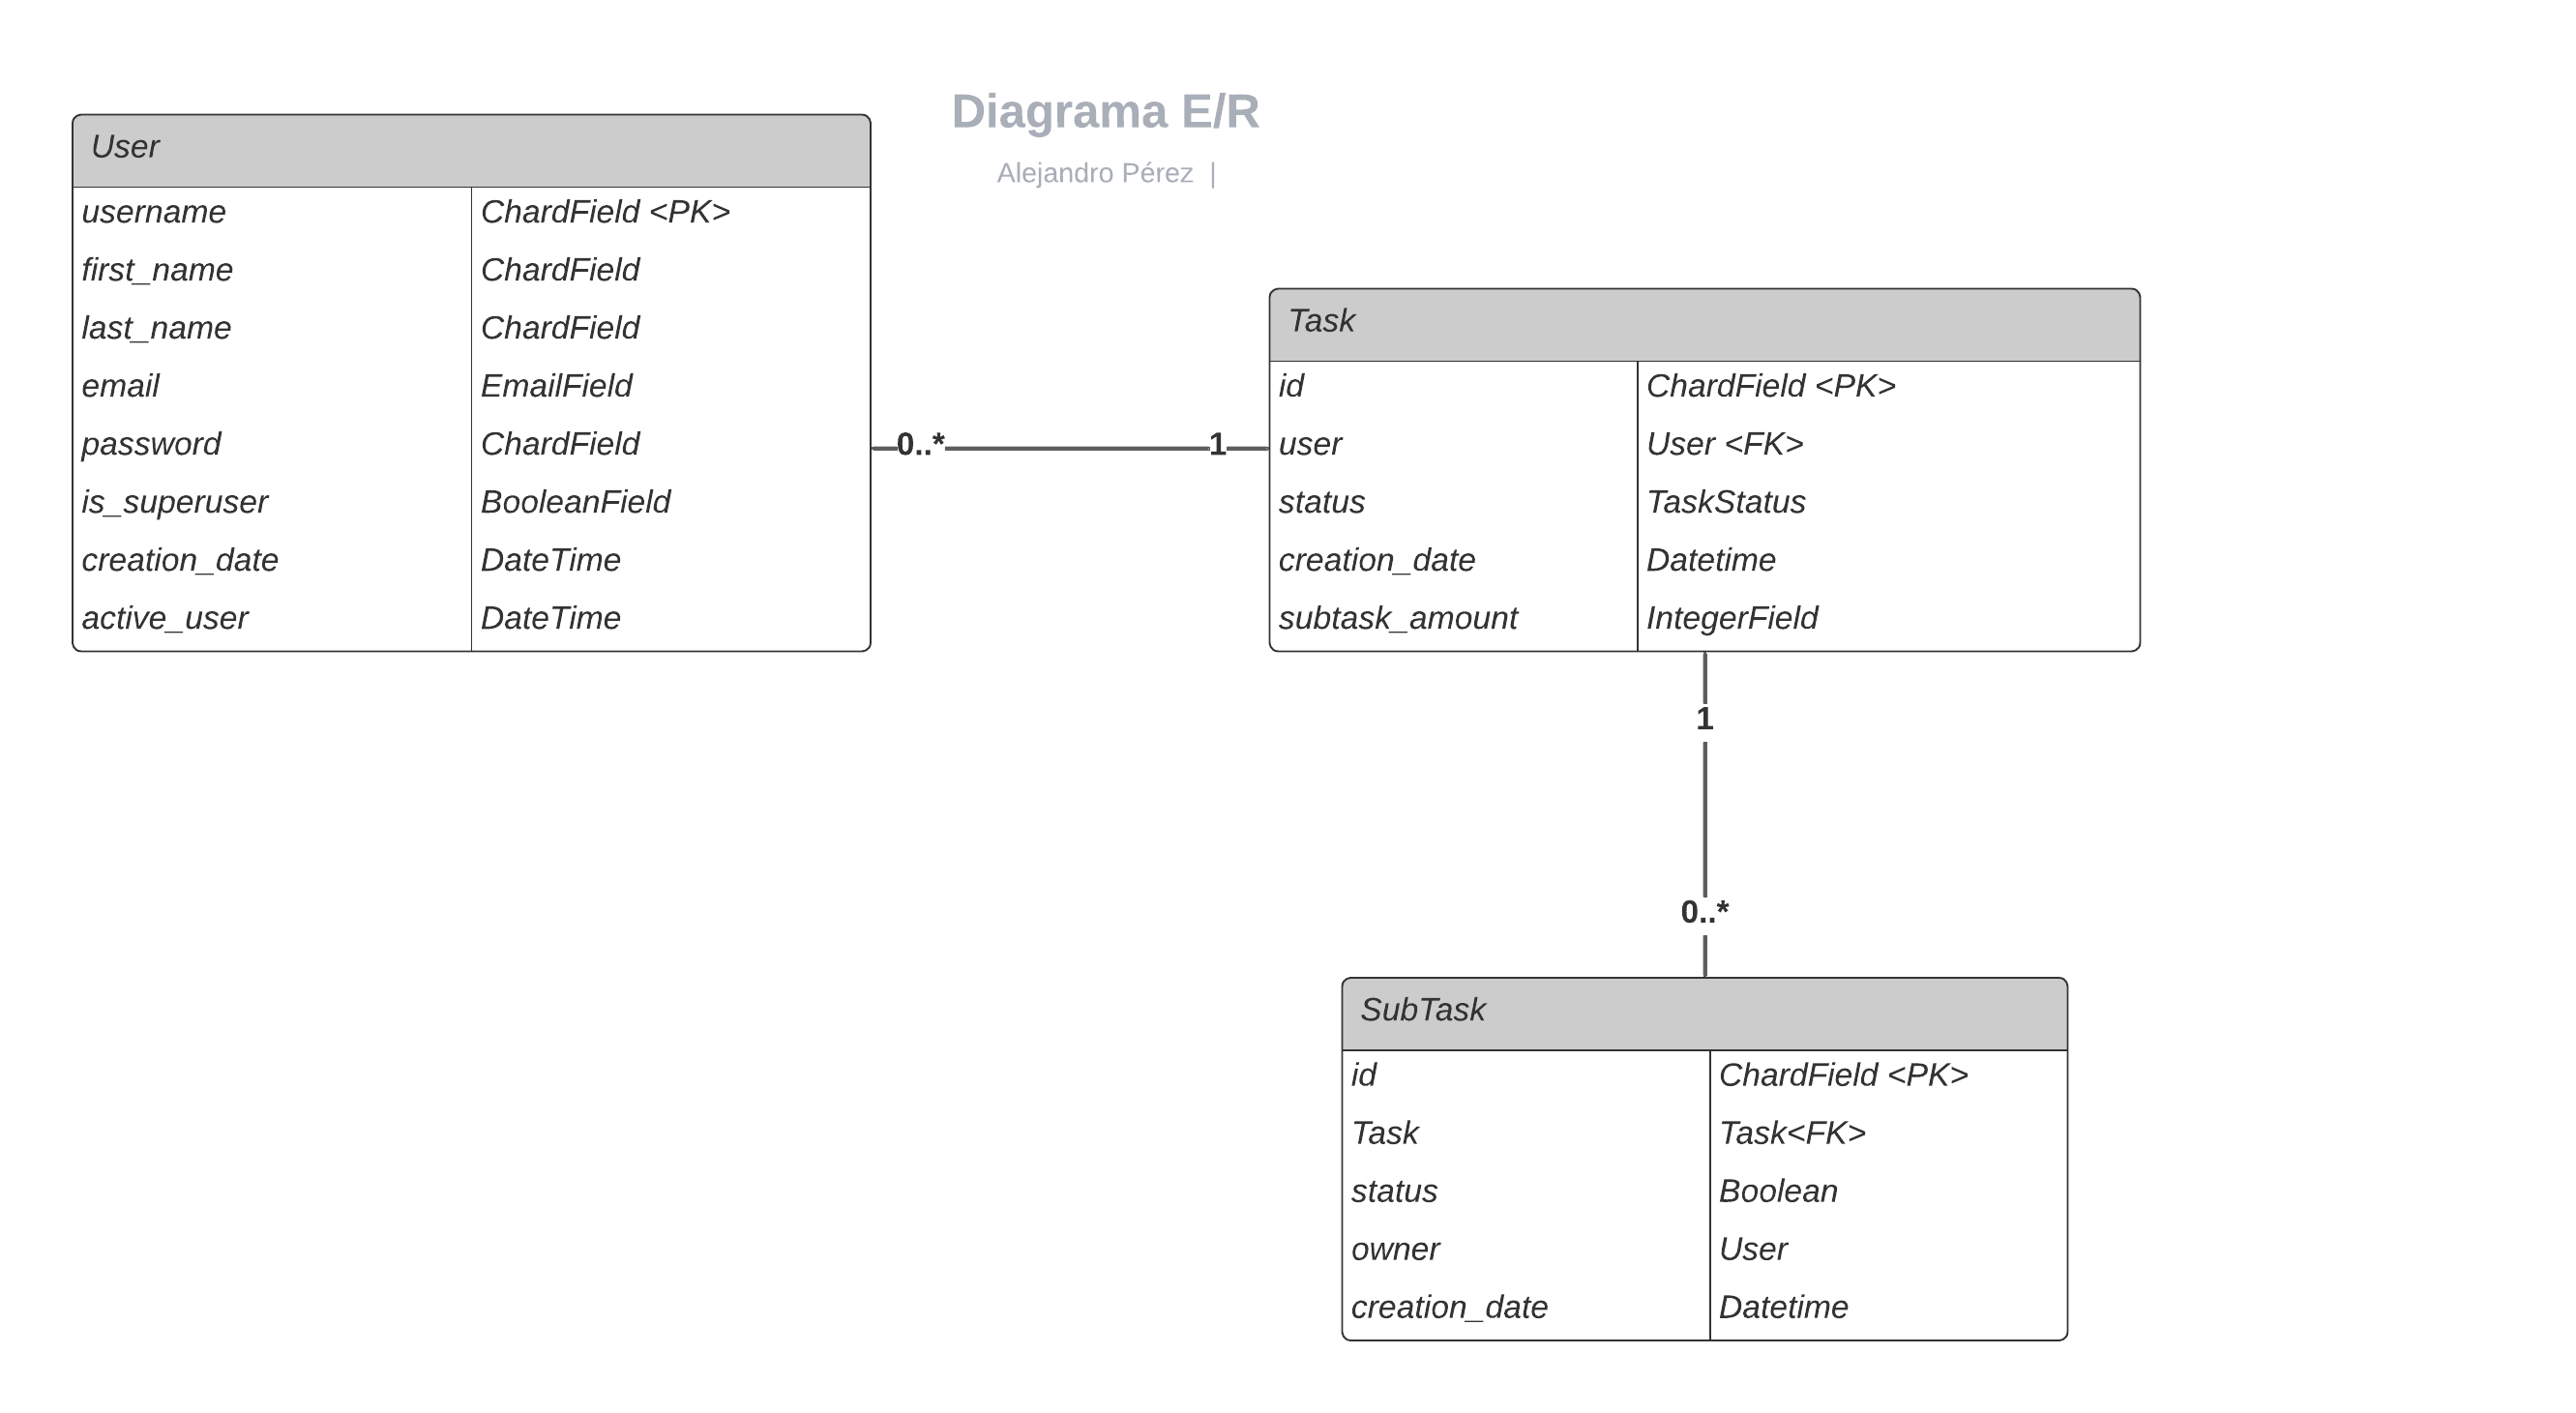 Diagrama E/R
Alejandro Pérez |
User
username ChardField <PK>
first_name ChardField
last_name ChardField
email EmailField
password ChardField
is_superuser BooleanField
creation_date DateTime
active_user DateTime
0..* 1
Task
id ChardField <PK>
user User <FK>
status TaskStatus
creation_date Datetime
subtask_amount IntegerField
1
0..*
SubTask
id ChardField <PK>
Task Task<FK>
status Boolean
owner User
creation_date Datetime